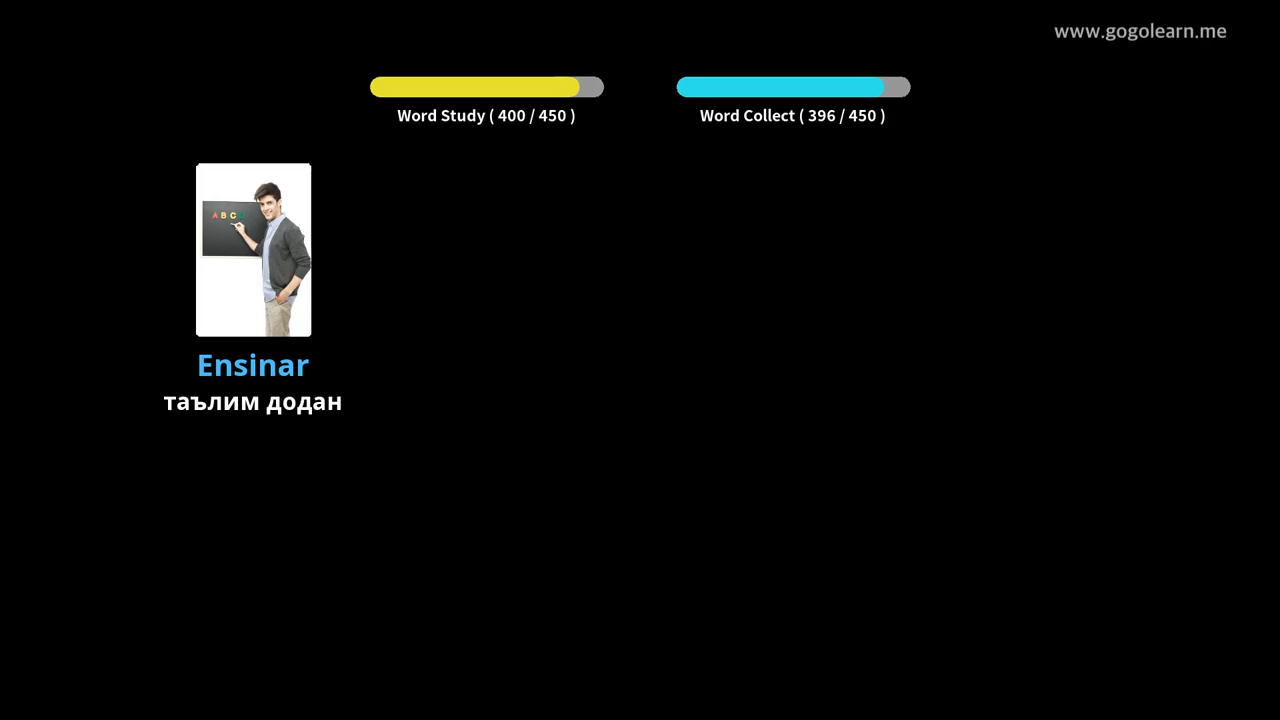 www.gogolearn.me
Word Study ( 400 / 450 )
Word Collect ( 396 / 450 )
A B C D
Ensinar
таълим додан